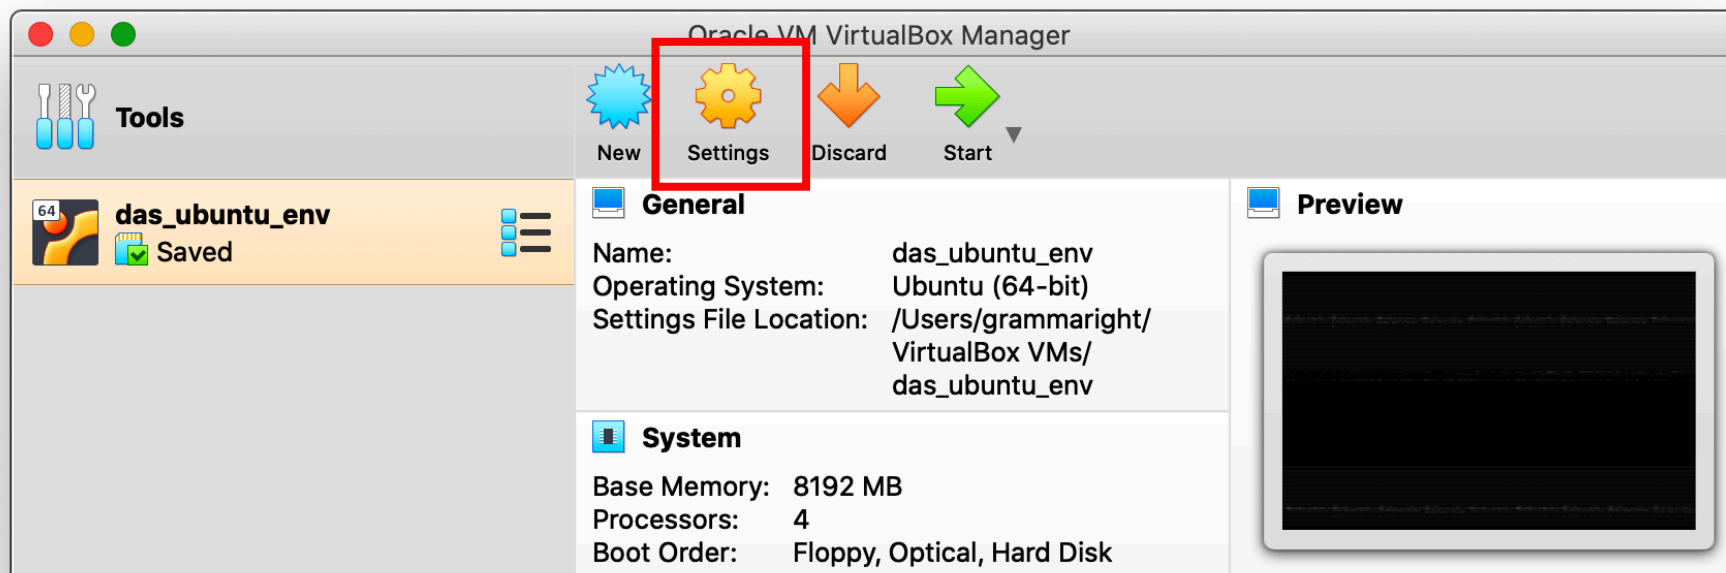 Oracle VM VirtualBox Manager
Tools
New
Settings
Discard
Start
64
das_ubuntu_env
Saved
General
Name: das_ubuntu_env
Operating System: Ubuntu (64-bit)
Settings File Location: /Users/grammaright/
VirtualBox VMs/
das_ubuntu_env
System
Base Memory: 8192 MB
Processors: 4
Boot Order: Floppy, Optical, Hard Disk
Preview